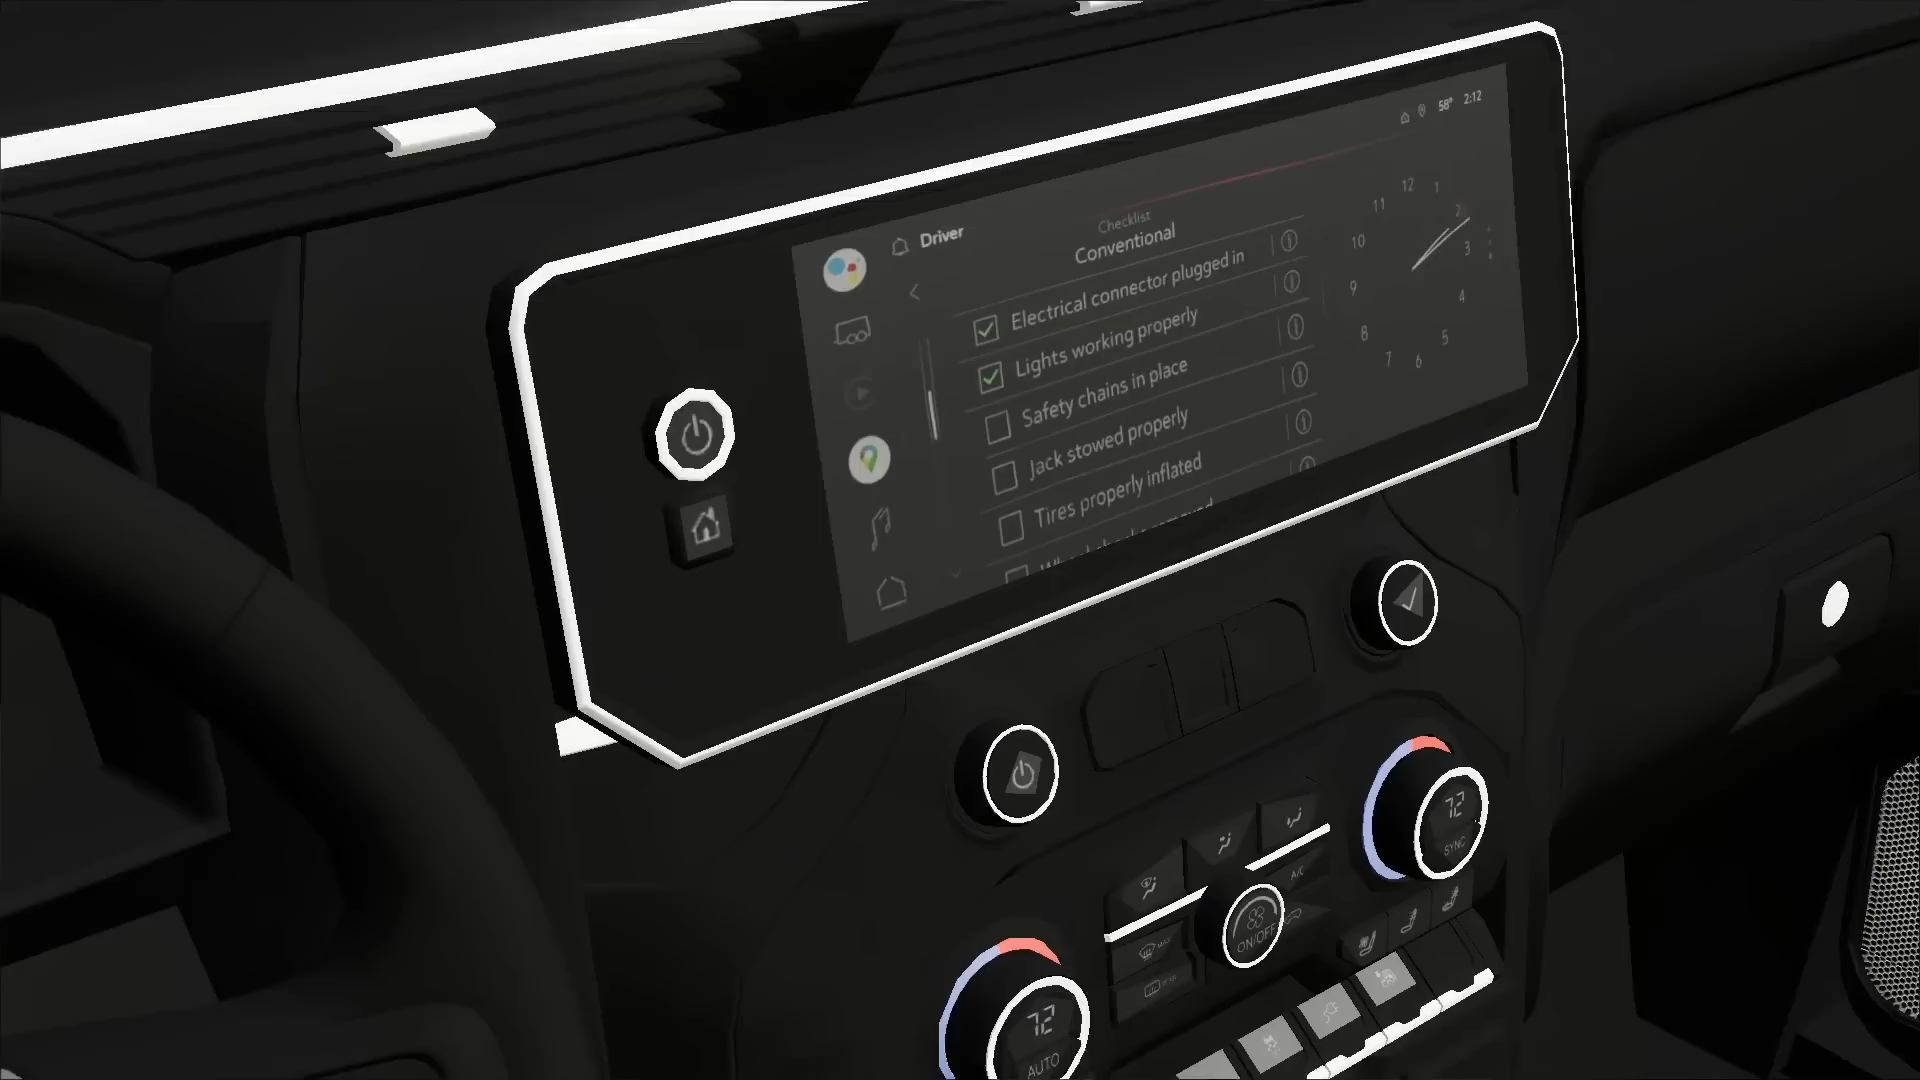 58° 2:12
Driver
Checklist
Conventional
Electrical connector plugged in
Lights working properly
Safety chains in place
Jack stowed properly
Tires properly inflated
12
1
2
3
4
5
6
7
8
9
10
11
72
SYNC
A/C
ON/OFF
MAX
72
AUTO